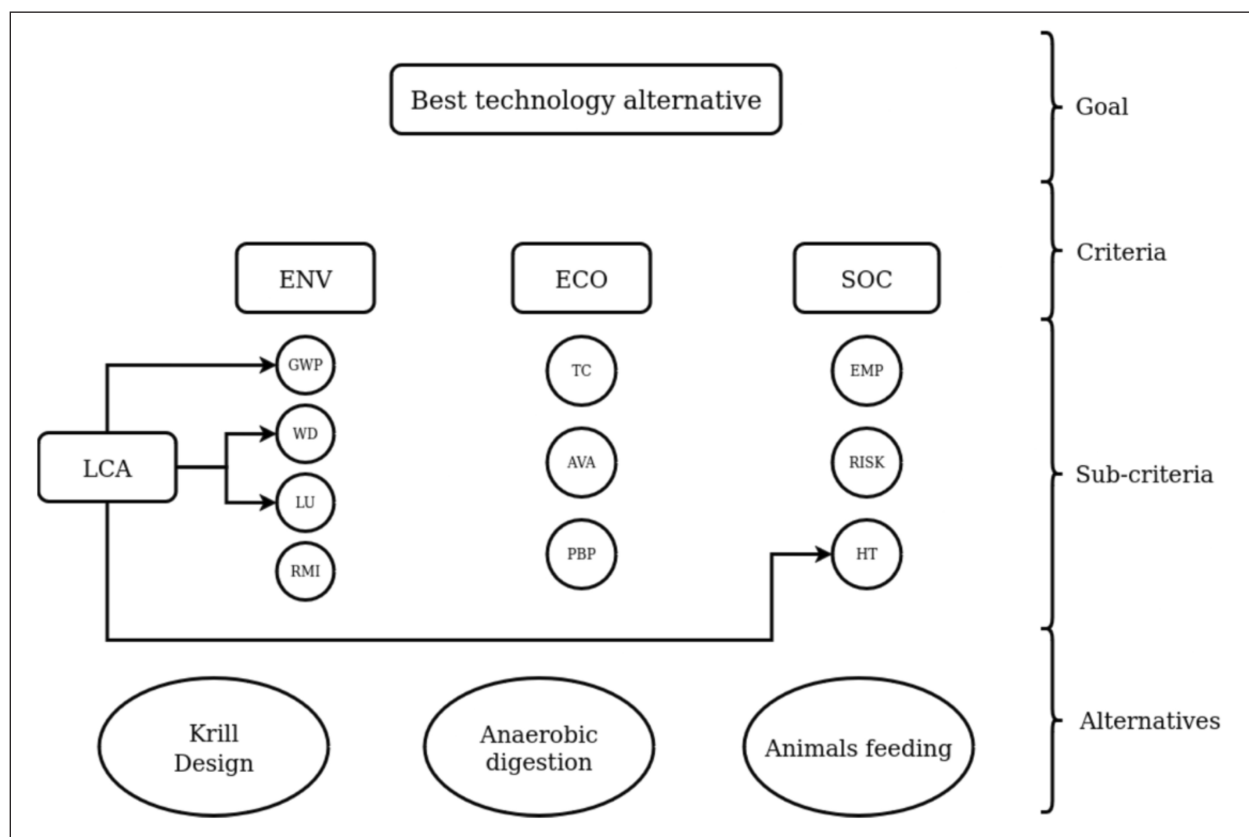 Best technology alternative
Goal
ENV
ECO
SOC
Criteria
GWP
TC
EMP
WD
LCA
AVA
RISK
Sub-criteria
LU
RMI
PBP
HT
Krill
Design
Anaerobic
digestion
Animals feeding
Alternatives